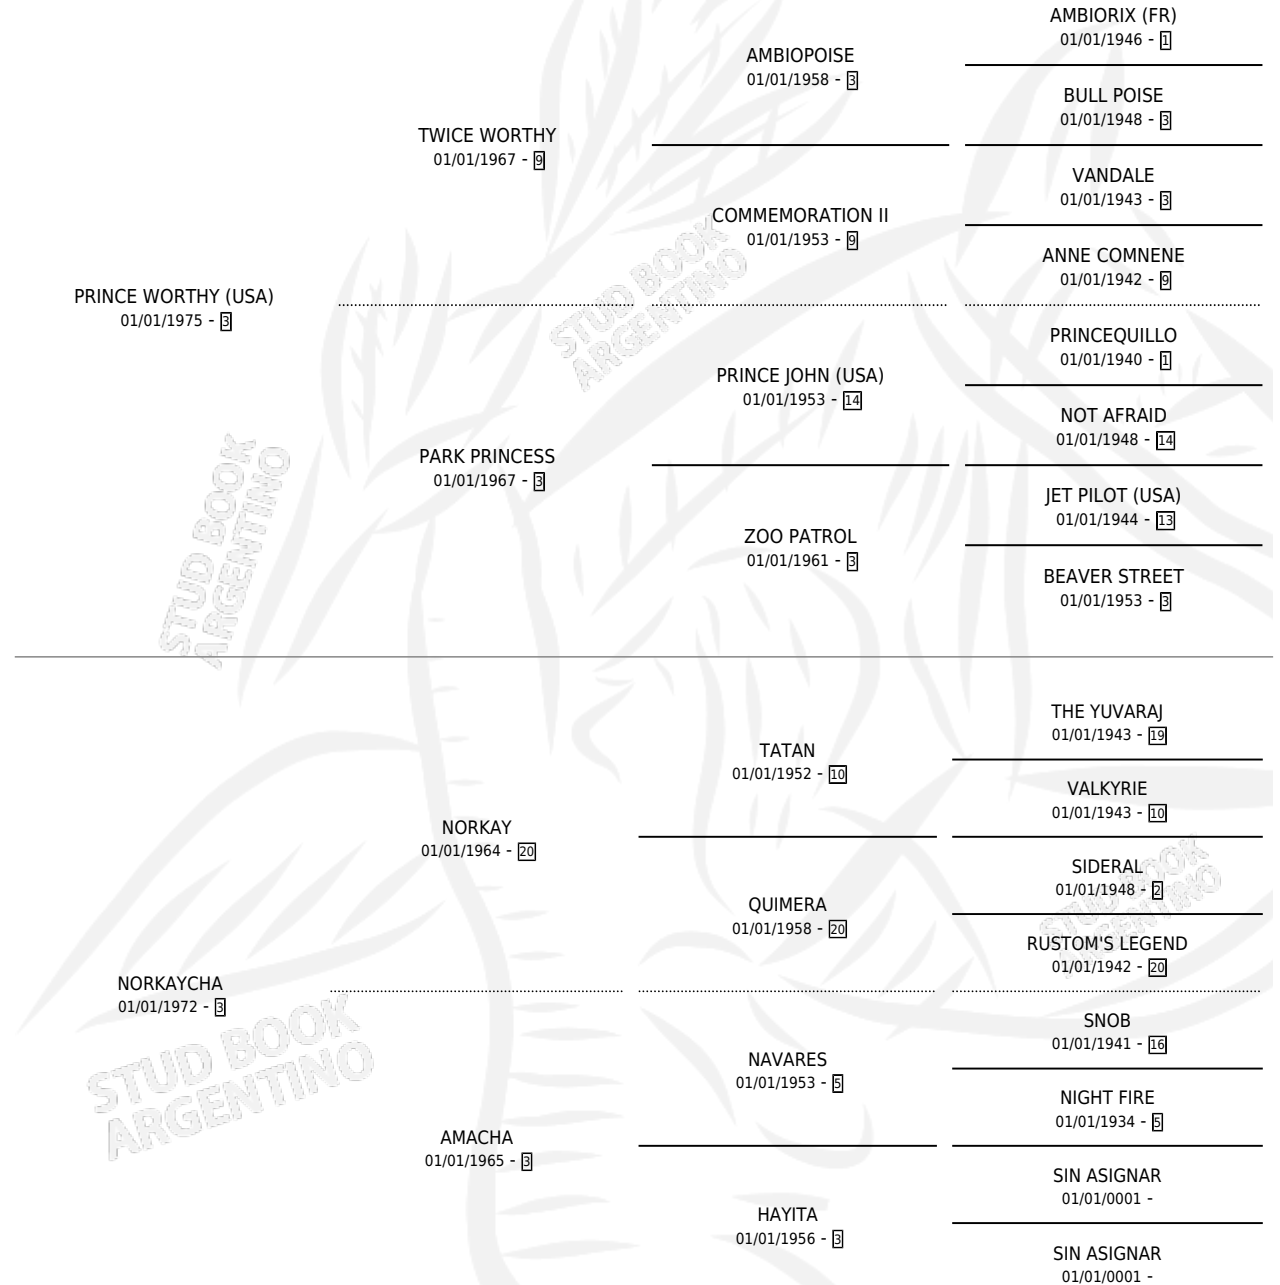 AMBIORIX (FR)
01/01/1946 - 1
AMBIOPOISE
01/01/1958 - 3
BULL POISE
01/01/1948 - 3
TWICE WORTHY
01/01/1967 - 9
VANDALE
01/01/1943 - 3
COMMEMORATION II
01/01/1953 - 9
ANNE COMNENE
01/01/1942 - 9
PRINCE WORTHY (USA)
01/01/1975 - 3
PRINCEQUILLO
01/01/1940 - 1
PRINCE JOHN (USA)
01/01/1953 - 14
NOT AFRAID
01/01/1948 - 14
PARK PRINCESS
01/01/1967 - 3
JET PILOT (USA)
01/01/1944 - 13
ZOO PATROL
01/01/1961 - 3
BEAVER STREET
01/01/1953 - 3
THE YUVARAJ
01/01/1943 - 19
TATAN
01/01/1952 - 10
VALKYRIE
01/01/1943 - 10
NORKAY
01/01/1964 - 20
SIDERAL
01/01/1948 - 2
QUIMERA
01/01/1958 - 20
RUSTOM'S LEGEND
01/01/1942 - 20
NORKAYCHA
01/01/1972 - 3
SNOB
01/01/1941 - 16
NAVARES
01/01/1953 - 5
NIGHT FIRE
01/01/1934 - 5
AMACHA
01/01/1965 - 3
SIN ASIGNAR
01/01/0001 -
HAYITA
01/01/1956 - 3
SIN ASIGNAR
01/01/0001 -
STUD BOOK
ARGENTINO
STUD BOOK
ARGENTINO
STUD BOOK
ARGENTINO
STUD BOOK
ARGENTINO